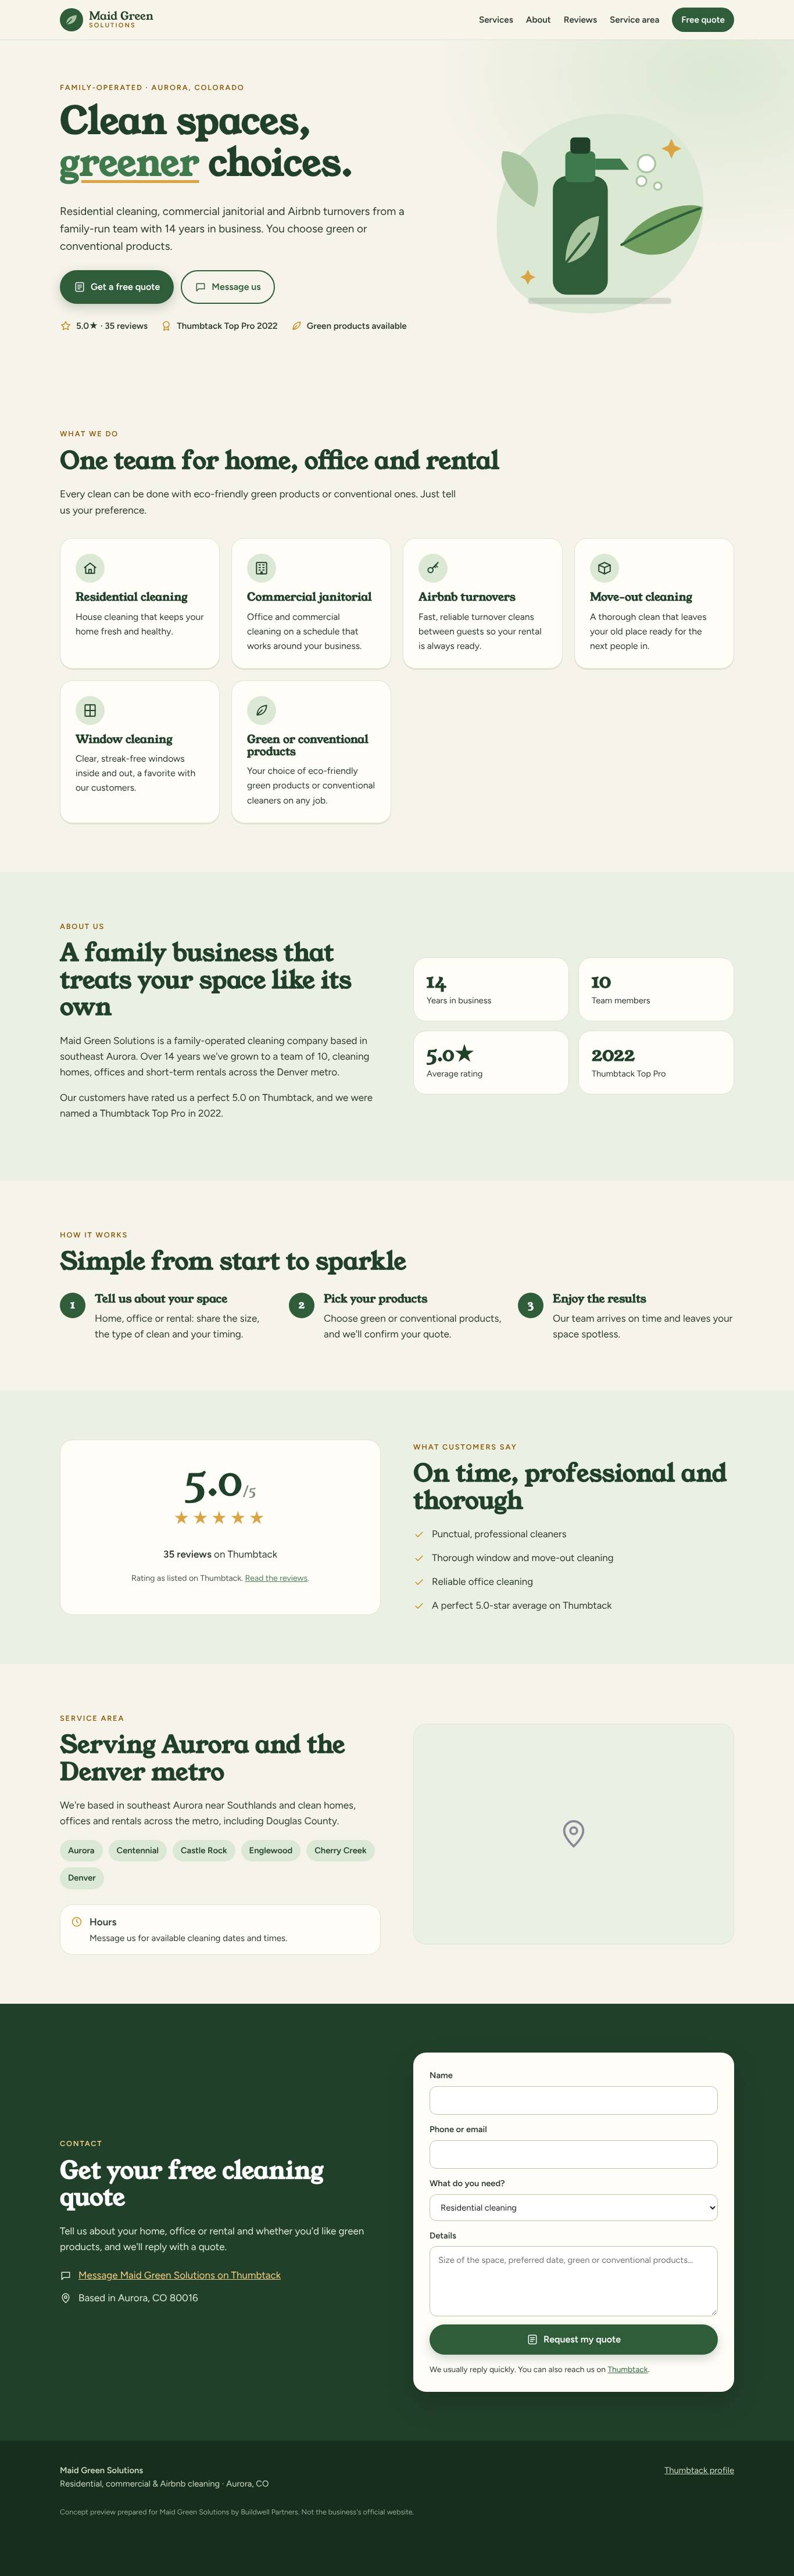 Maid Green
SOLUTIONS
Services
About
Reviews
Service area
Free quote
FAMILY-OPERATED · AURORA, COLORADO
Clean spaces,
greener choices.
Residential cleaning, commercial janitorial and Airbnb turnovers from a
family-run team with 14 years in business. You choose green or
conventional products.
Get a free quote
Message us
5.0★ · 35 reviews
Thumbtack Top Pro 2022
Green products available
WHAT WE DO
One team for home, office and rental
Every clean can be done with eco-friendly green products or conventional ones. Just tell
us your preference.
Residential cleaning
House cleaning that keeps your
home fresh and healthy.
Commercial janitorial
Office and commercial
cleaning on a schedule that
works around your business.
Airbnb turnovers
Fast, reliable turnover cleans
between guests so your rental
is always ready.
Move-out cleaning
A thorough clean that leaves
your old place ready for the
next people in.
Window cleaning
Clear, streak-free windows
inside and out, a favorite with
our customers.
Green or conventional
products
Your choice of eco-friendly
green products or conventional
cleaners on any job.
ABOUT US
A family business that
treats your space like its
own
Maid Green Solutions is a family-operated cleaning company based in
southeast Aurora. Over 14 years we've grown to a team of 10, cleaning
homes, offices and short-term rentals across the Denver metro.
Our customers have rated us a perfect 5.0 on Thumbtack, and we were
named a Thumbtack Top Pro in 2022.
14
Years in business
10
Team members
5.0★
Average rating
2022
Thumbtack Top Pro
HOW IT WORKS
Simple from start to sparkle
1
Tell us about your space
Home, office or rental: share the size,
the type of clean and your timing.
2
Pick your products
Choose green or conventional products,
and we'll confirm your quote.
3
Enjoy the results
Our team arrives on time and leaves your
space spotless.
5.0/5
★★★★★
35 reviews on Thumbtack
Rating as listed on Thumbtack. Read the reviews.
WHAT CUSTOMERS SAY
On time, professional and
thorough
Punctual, professional cleaners
Thorough window and move-out cleaning
Reliable office cleaning
A perfect 5.0-star average on Thumbtack
SERVICE AREA
Serving Aurora and the
Denver metro
We're based in southeast Aurora near Southlands and clean homes,
offices and rentals across the metro, including Douglas County.
Aurora
Centennial
Castle Rock
Englewood
Cherry Creek
Denver
Hours
Message us for available cleaning dates and times.
CONTACT
Get your free cleaning
quote
Tell us about your home, office or rental and whether you'd like green
products, and we'll reply with a quote.
Message Maid Green Solutions on Thumbtack
Based in Aurora, CO 80016
Name
Phone or email
What do you need?
Residential cleaning
Details
Size of the space, preferred date, green or conventional products...
Request my quote
We usually reply quickly. You can also reach us on Thumbtack.
Maid Green Solutions
Residential, commercial & Airbnb cleaning · Aurora, CO
Thumbtack profile
Concept preview prepared for Maid Green Solutions by Buildwell Partners. Not the business's official website.